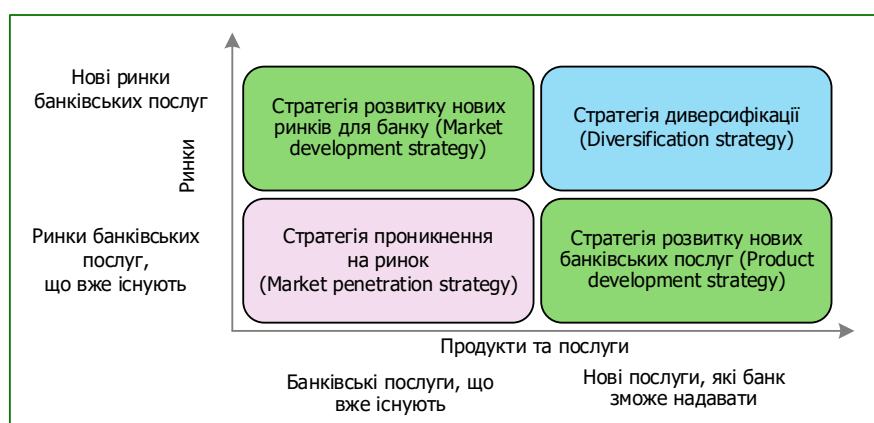 Нові ринки
банківських послуг
Стратегія розвитку нових
ринків для банку (Market
development strategy)
Стратегія диверсифікації
(Diversification strategy)
Ринки
Ринки банківських
послуг,
що вже існують
Стратегія проникнення
на ринок
(Market penetration strategy)
Стратегія розвитку нових
банківських послуг (Product
development strategy)
Продукти та послуги
Банківські послуги, що
вже існують
Нові послуги, які банк
зможе надавати